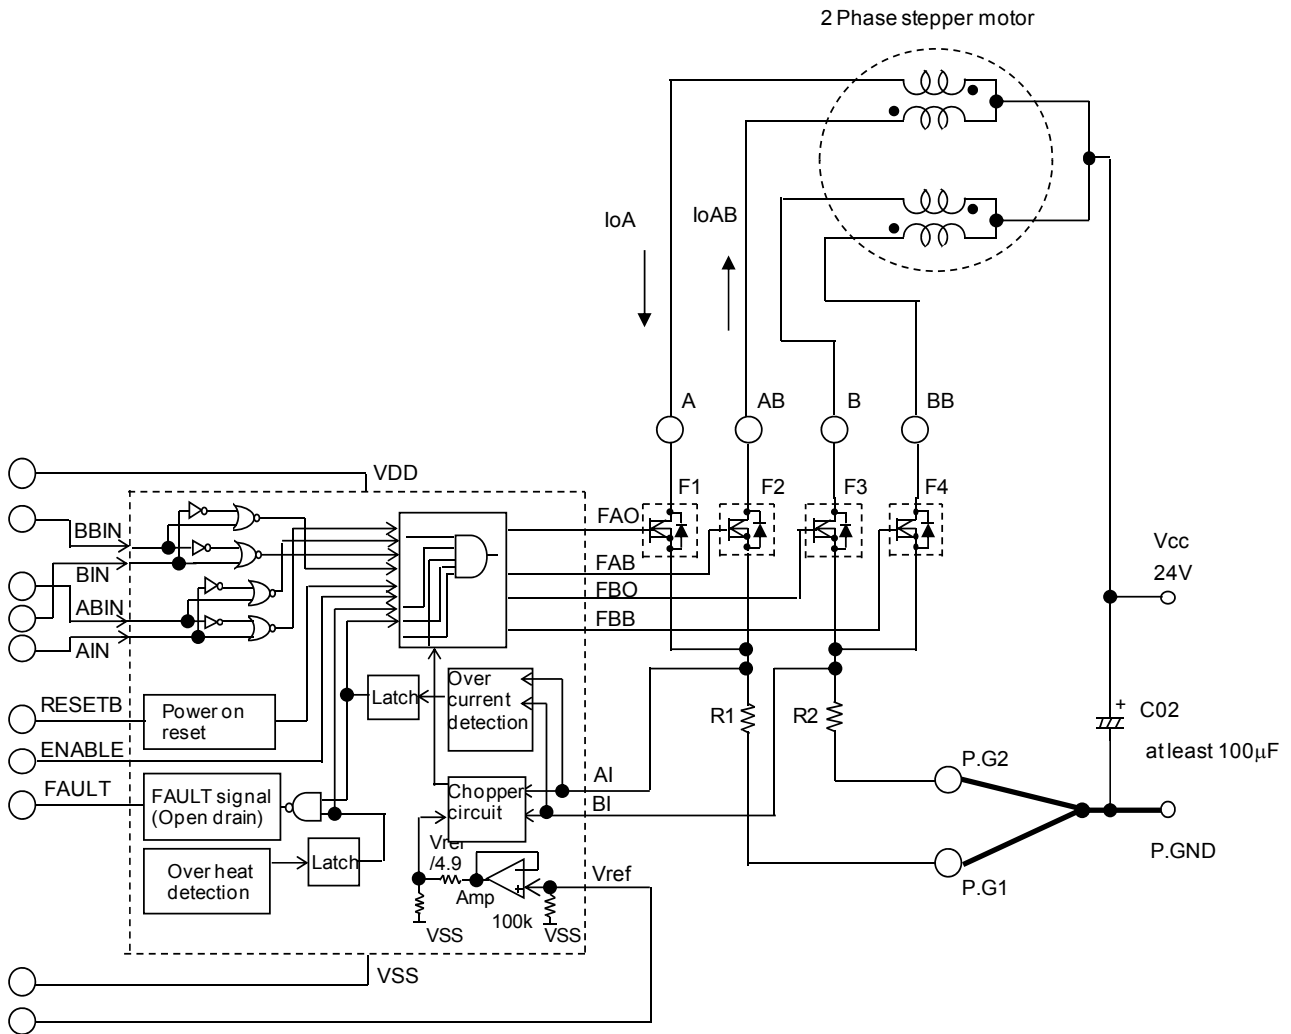 2 Phase stepper motor
IoA
IoAB
A
AB
B
BB
VDD
F1
F2
F3
F4
BBIN
FAO
Vcc
24V
BIN
FAB
FBO
ABIN
FBB
AIN
RESETB
Power on
reset
Latch
Over
current
detection
R1
R2
C02
+
at least 100μF
ENABLE
FAULT
FAULT signal
(Open drain)
AI
BI
Chopper
circuit
P.G2
P.GND
Over heat
detection
Latch
Vref
/4.9
Amp
+
100k
Vref
P.G1
VSS
VSS
VSS